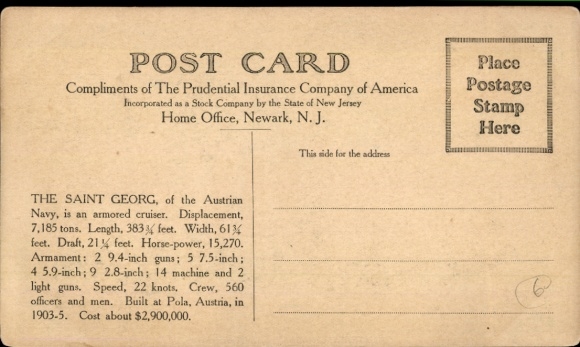 POST CARD
Compliments of The Prudential Insurance Company of America
Incorporated as a Stock Company by the State of New Jersey
Home Office, Newark, N. J.
Place
Postage
Stamp
Here
This side for the address
THE SAINT GEORG, of the Austrian
Navy, is an armored cruiser. Displacement,
7,185 tons. Length, 383¾ feet. Width, 61¾
feet. Draft, 21¼ feet. Horse-power, 15,270.
Armament: 2 9.4-inch guns; 5 7.5-inch;
4 5.9-inch; 9 2.8-inch; 14 machine and 2
light guns. Speed, 22 knots. Crew, 560
officers and men. Built at Pola, Austria, in
1903-5. Cost about $2,900,000.
6